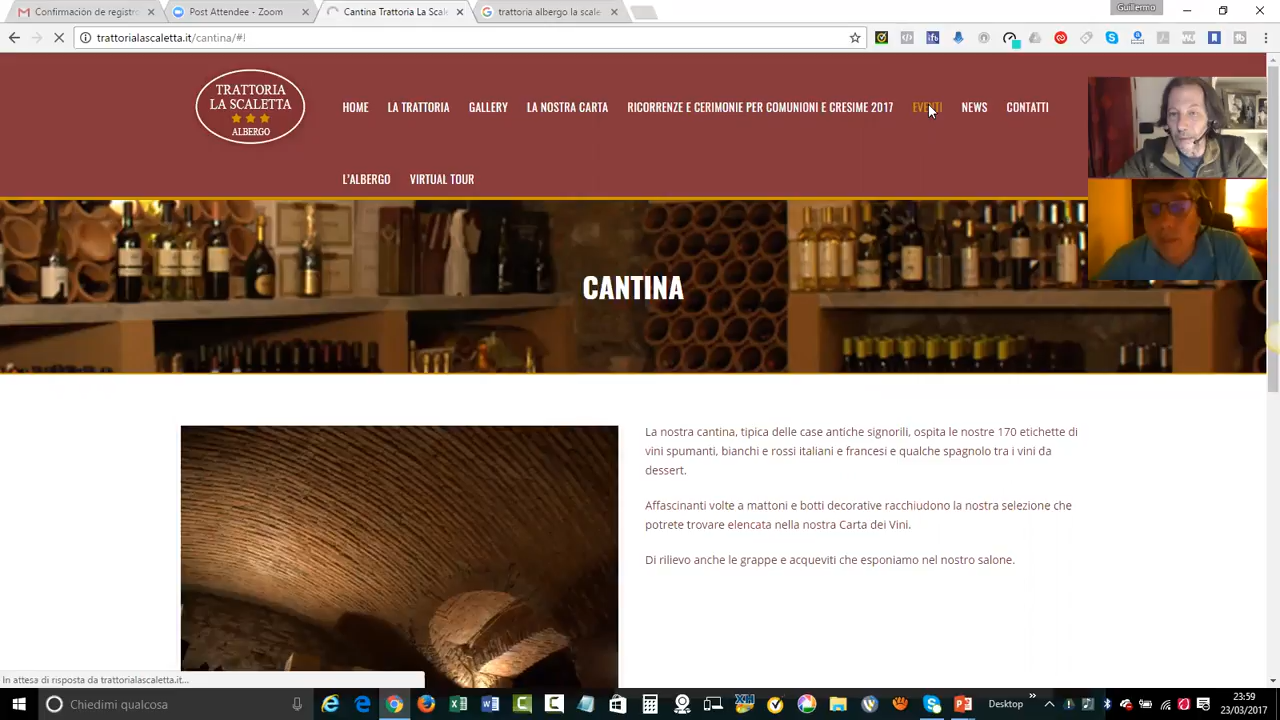 Guillermo
Confirmación de registro
Post Attendee - Zoom
Cantina Trattoria La Scal
trattoria albergo la scale
trattorialascaletta.it/cantina/#!
TRATTORIA
LA SCALETTA
ALBERGO
HOME LA TRATTORIA GALLERY LA NOSTRA CARTA RICORRENZE E CERIMONIE PER COMUNIONI E CRESIME 2017 EVENTI NEWS CONTATTI
L'ALBERGO VIRTUAL TOUR
CANTINA
La nostra cantina, tipica delle case antiche signorili, ospita le nostre 170 etichette di
vini spumanti, bianchi e rossi italiani e francesi e qualche spagnolo tra i vini da
dessert.
Affascinanti volte a mattoni e botti decorative racchiudono la nostra selezione che
potrete trovare elencata nella nostra Carta dei Vini.
Di rilievo anche le grappe e acqueviti che esponiamo nel nostro salone.
In attesa di risposta da trattorialascaletta.it...
Chiedimi qualcosa
Desktop
23:59
23/03/2017